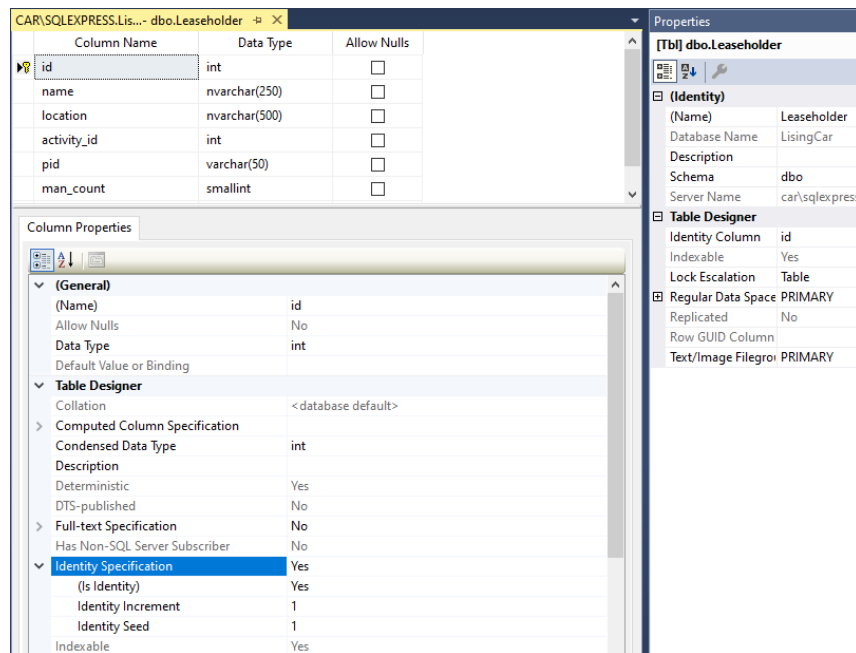 CAR\SQLEXPRESS.Lis...- dbo.Leaseholder
Column Name Data Type Allow Nulls
id int
name nvarchar(250)
location nvarchar(500)
activity_id int
pid varchar(50)
man_count smallint
Column Properties
(General)
(Name) id
Allow Nulls No
Data Type int
Default Value or Binding
Table Designer
Collation <database default>
Computed Column Specification
Condensed Data Type int
Description
Deterministic Yes
DTS-published No
Full-text Specification No
Has Non-SQL Server Subscriber No
Identity Specification Yes
(Is Identity) Yes
Identity Increment 1
Identity Seed 1
Indexable Yes
Properties
[Tbl] dbo.Leaseholder
(Identity)
(Name) Leaseholder
Database Name LisingCar
Description
Schema dbo
Server Name car\sqlexpress
Table Designer
Identity Column id
Indexable Yes
Lock Escalation Table
Regular Data Space PRIMARY
Replicated No
Row GUID Column
Text/Image Filegrou PRIMARY